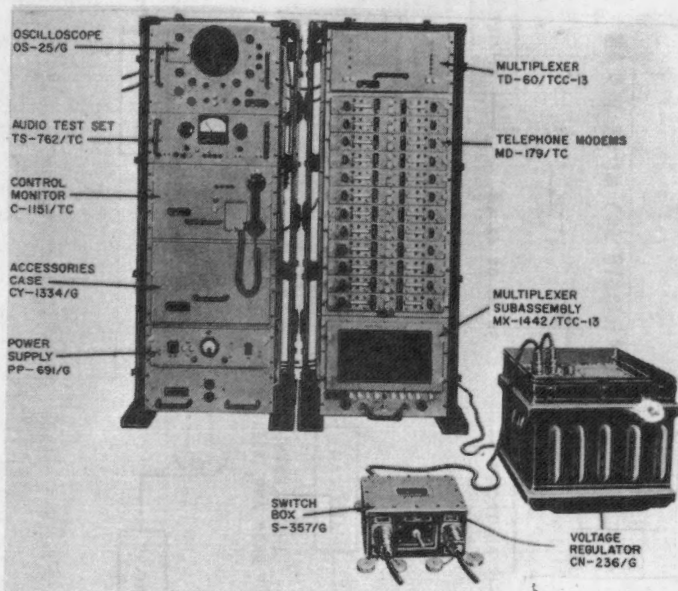 OSCILLOSCOPE
OS-25/G
AUDIO TEST SET
TS-762/TC
CONTROL
MONITOR
C-1151/TC
ACCESSORIES
CASE
CY-1334/G
POWER
SUPPLY
PP-691/G
MULTIPLEXER
TD-60/TCC-13
TELEPHONE MODEMS
MD-179/TC
MULTIPLEXER
SUBASSEMBLY
MX-1442/TCC-13
SWITCH
BOX
S-357/G
VOLTAGE
REGULATOR
CN-236/G